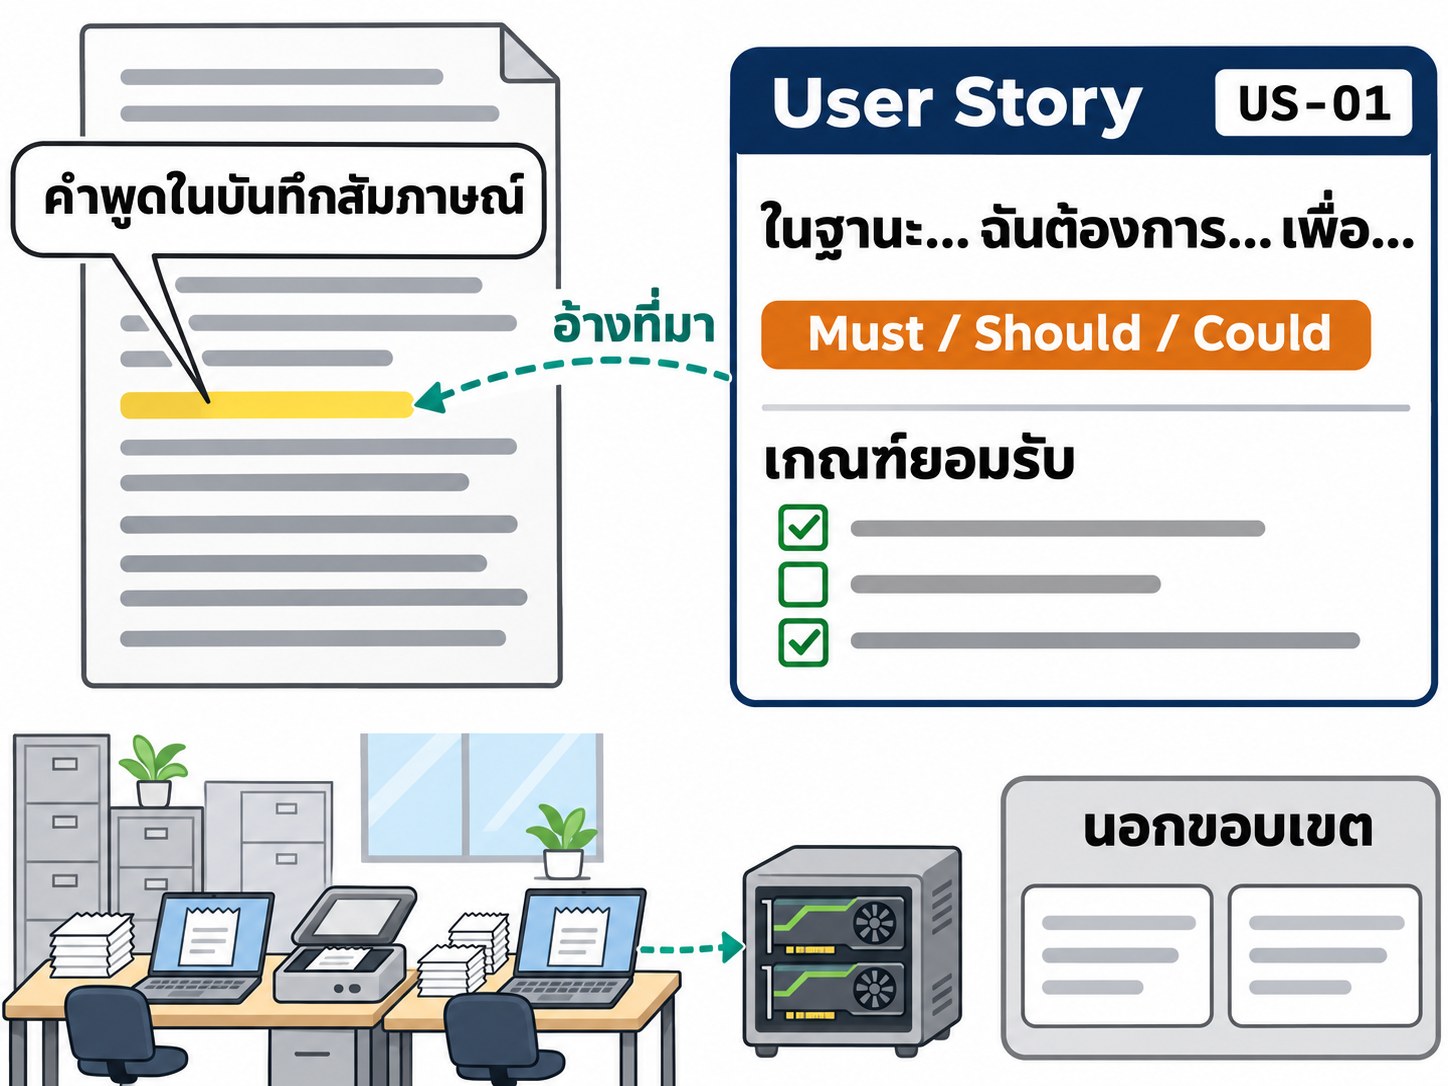 คำพูดในบันทึกสัมภาษณ์
อ้างที่มา
User Story
US-01
ในฐานะ... ฉันต้องการ... เพื่อ...
Must / Should / Could
เกณฑ์ยอมรับ
นอกขอบเขต